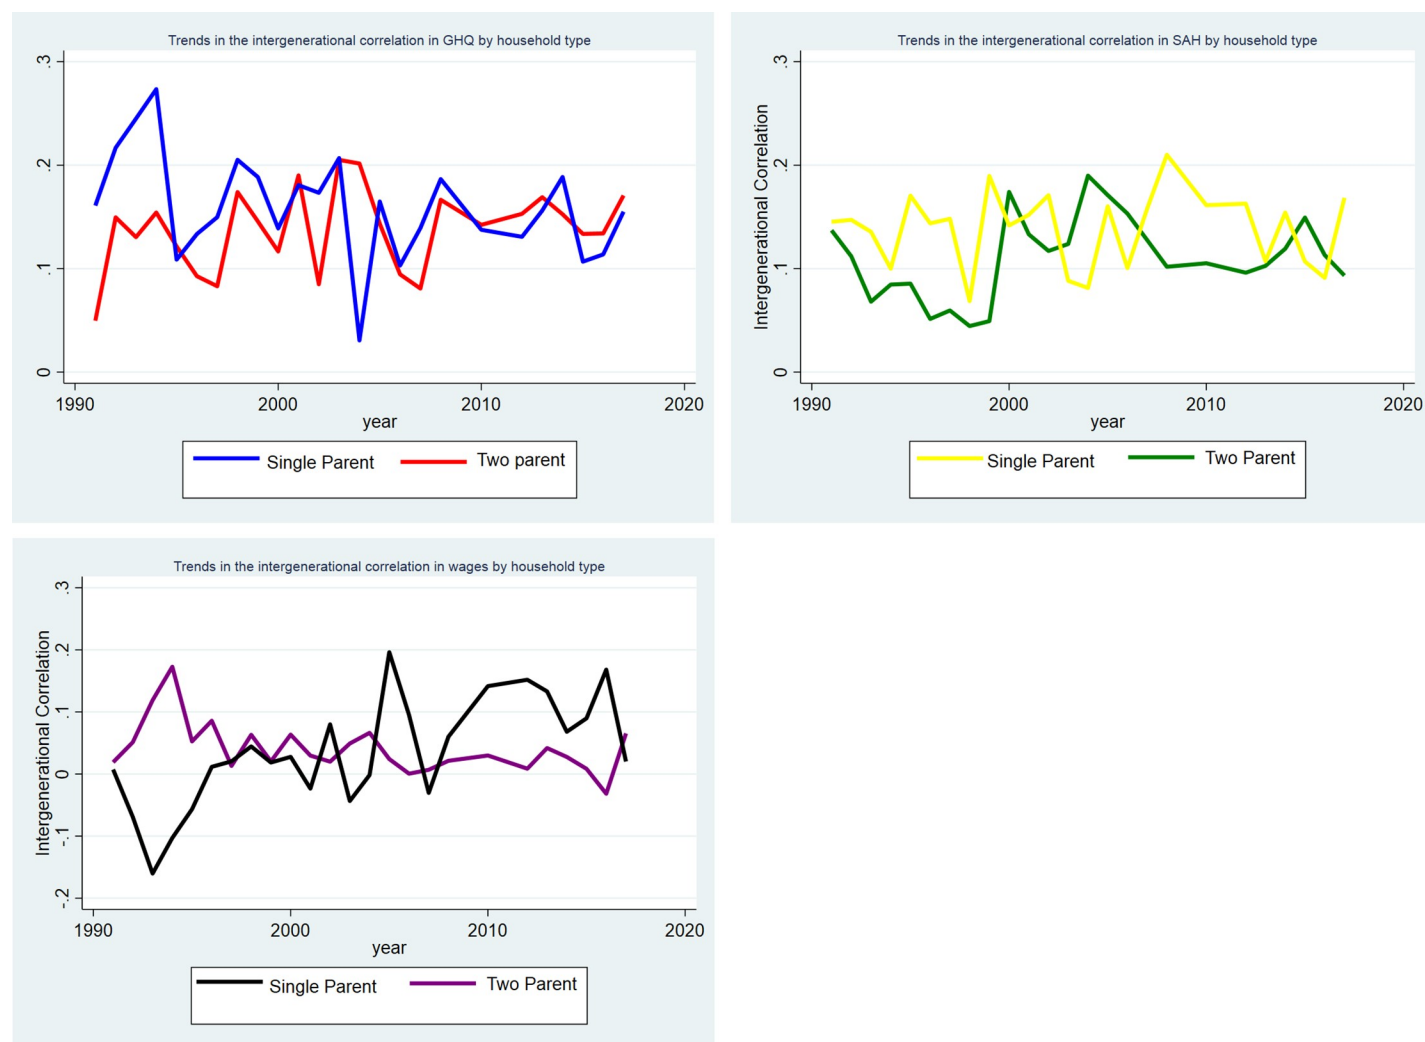 Trends in the intergenerational correlation in GHQ by household type
.3
.2
.1
0
1990 2000 2010 2020
year
Single Parent Two parent
Trends in the intergenerational correlation in SAH by household type
Intergenerational Correlation
.3
.2
.1
0
1990 2000 2010 2020
year
Single Parent Two Parent
Trends in the intergenerational correlation in wages by household type
Intergenerational Correlation
.3
.2
.1
0
-.1
-.2
1990 2000 2010 2020
year
Single Parent Two Parent